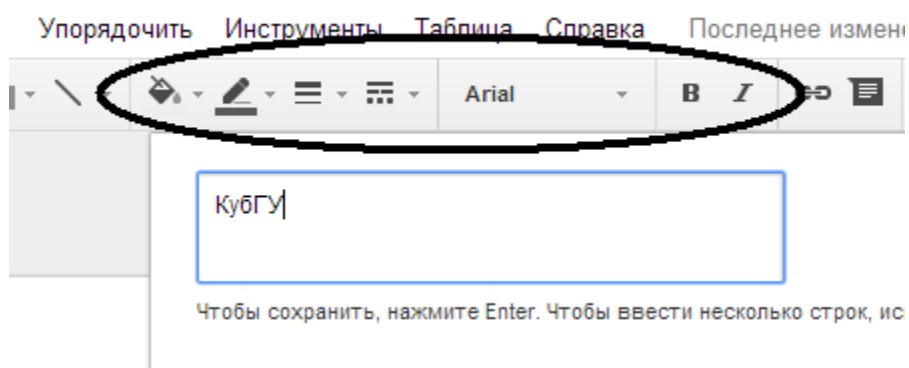 Упорядочить Инструменты Таблица Справка Последнее измен
Arial B I
КубГУ
Чтобы сохранить, нажмите Enter. Чтобы ввести несколько строк, ис